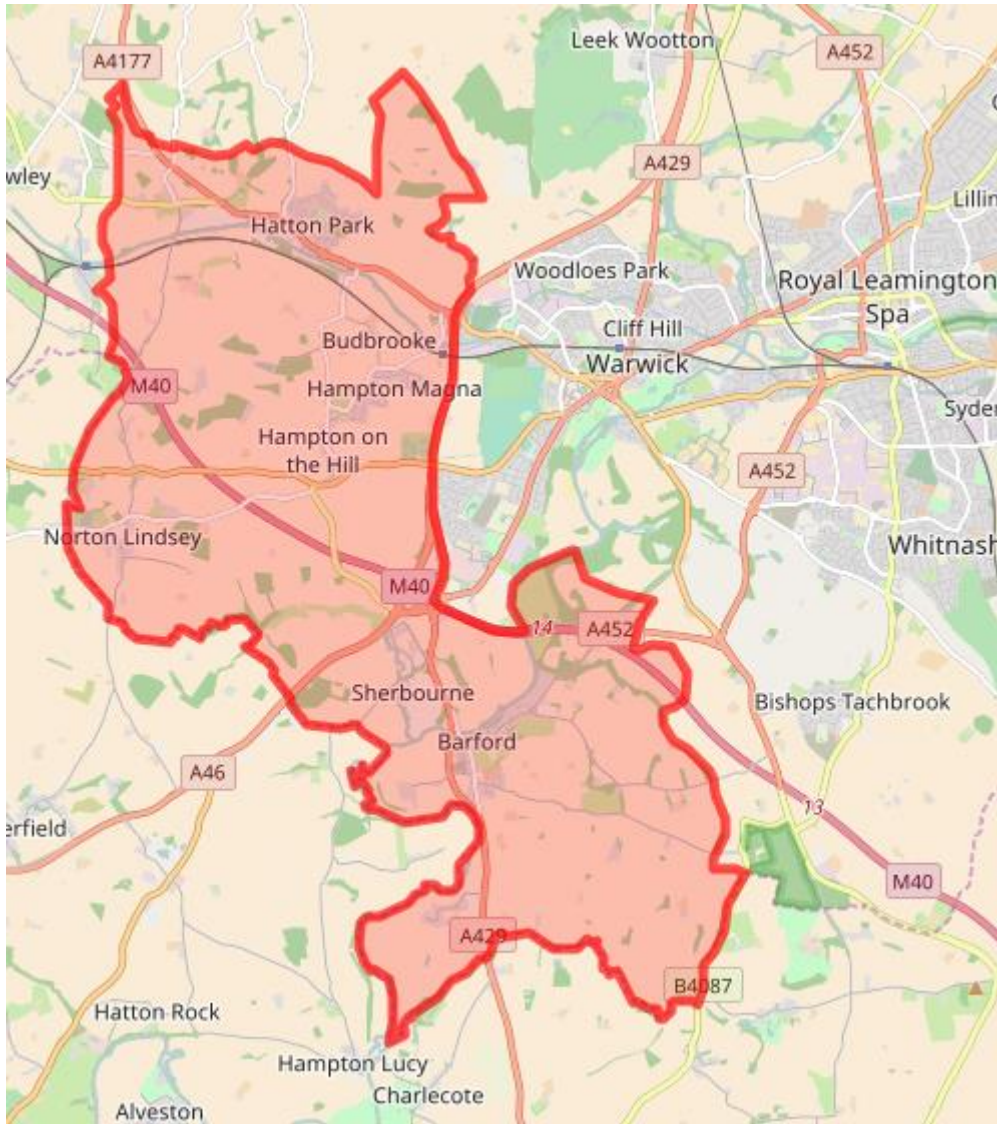 Leek Wootton
A452
A4177
A429
wley
Lillin
Hatton Park
Woodloes Park
Royal Leamington
Spa
Cliff Hill
Budbrooke
Warwick
M40
Hampton Magna
Syder
Hampton on
the Hill
A452
Norton Lindsey
Whitnash
M40
14
A452
Sherbourne
Bishops Tachbrook
Barford
A46
13
erfield
M40
A429
B4087
Hatton Rock
Hampton Lucy
Charlecote
Alveston